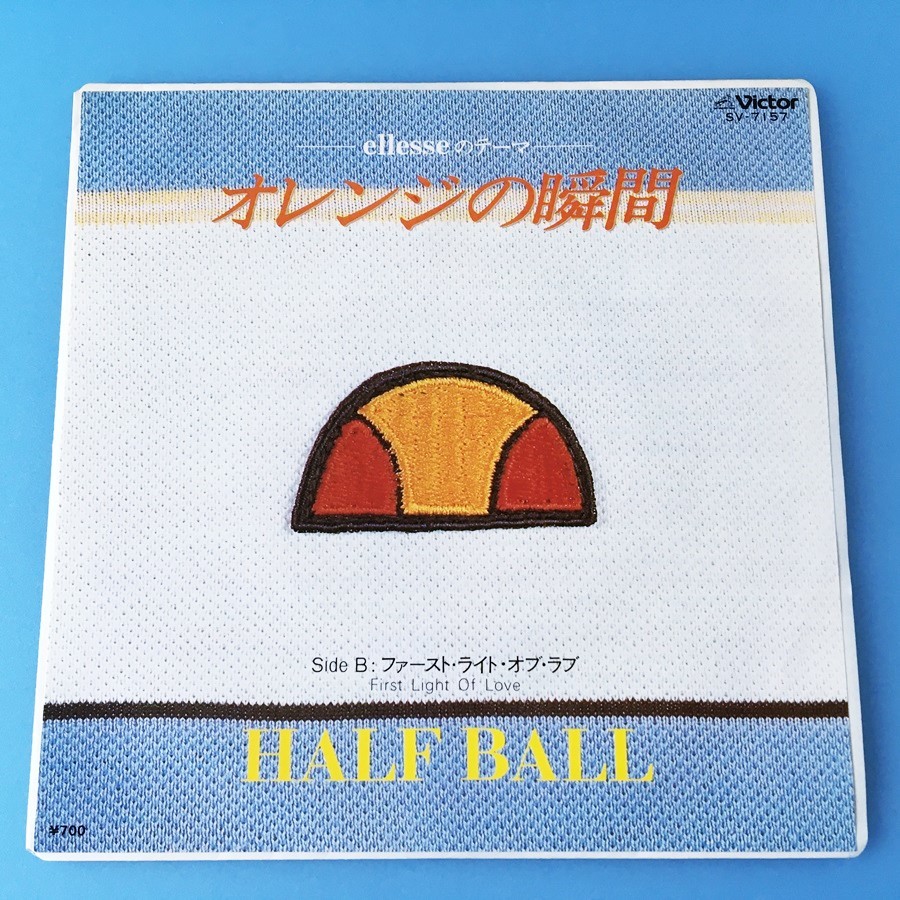 Victor
SV-7157
ellesseのテーマ
オレンジの瞬間
Side B: ファースト・ライト・オブ・ラブ
First Light Of Love
HALF BALL
¥700